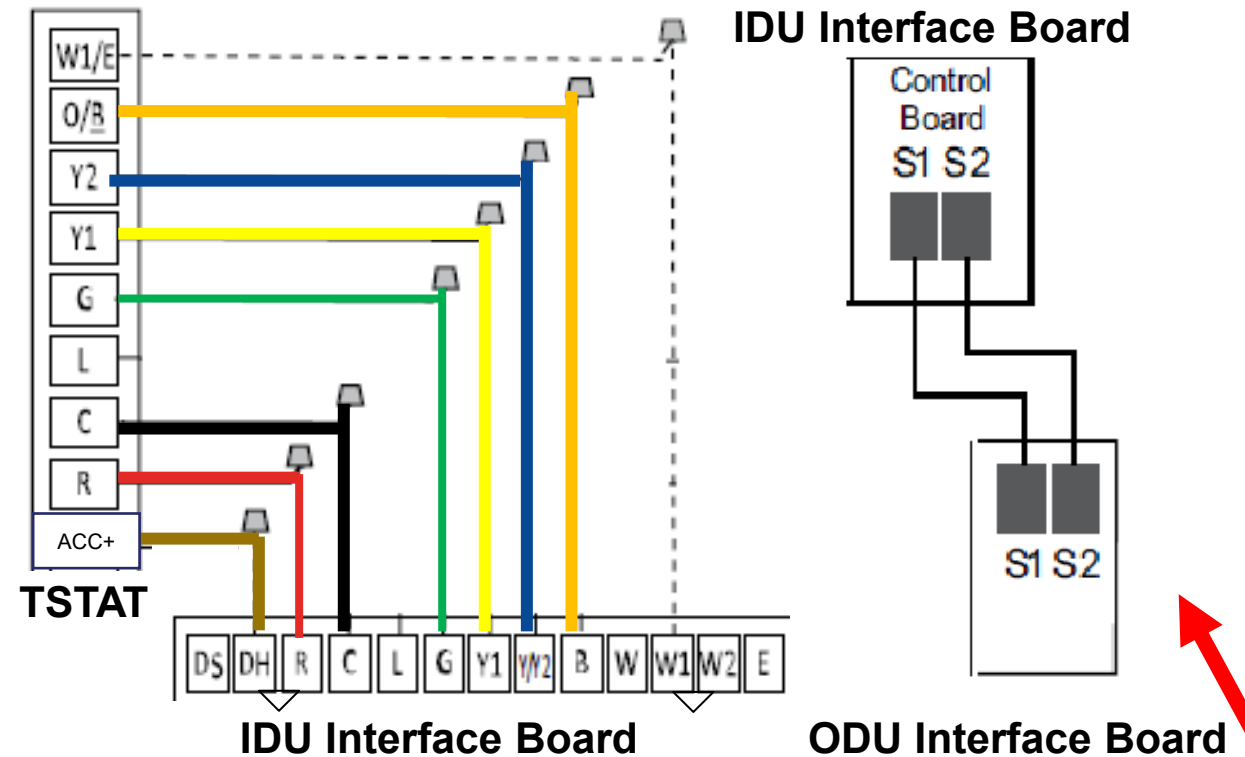 IDU Interface Board
Control
Board
S1 S2
W1/E
O/B
Y2
Y1
G
L
C
R
ACC+
TSTAT
S1 S2
DS DH R C L G Y1 Y/Y2 B W W1 W2 E
IDU Interface Board
ODU Interface Board